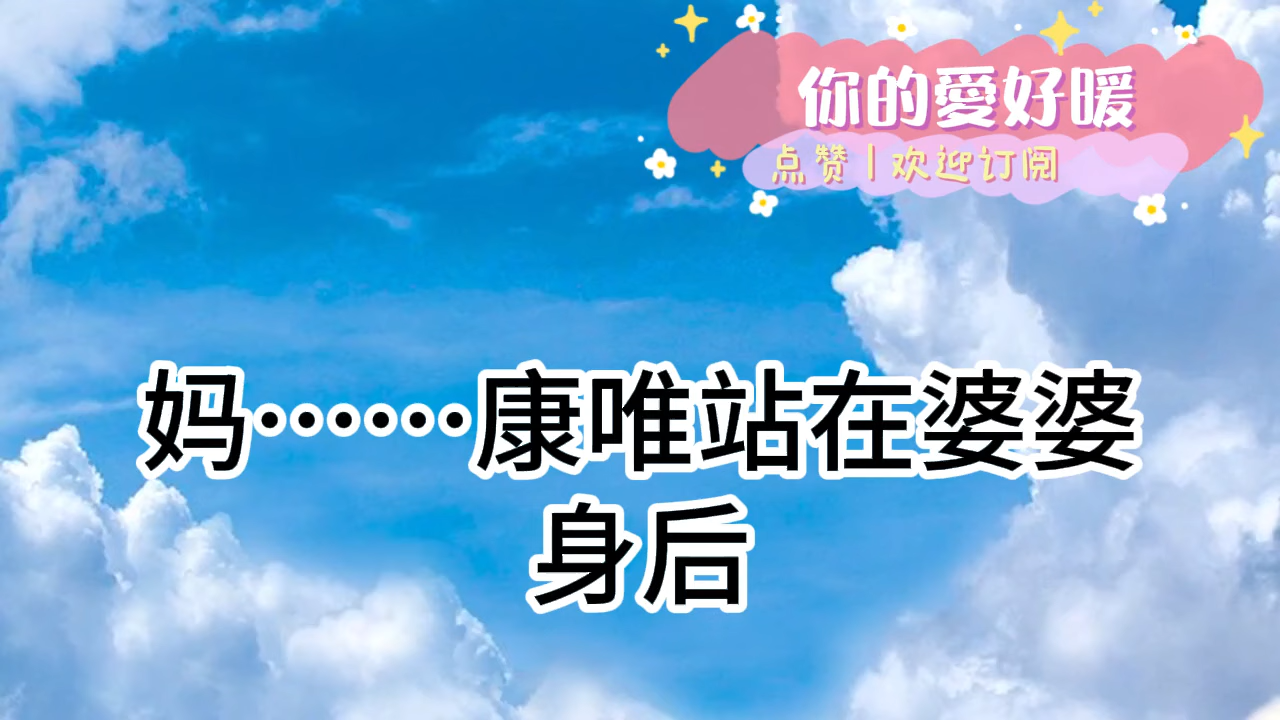 你的愛好暖
点赞 | 欢迎订阅
妈……康唯站在婆婆
身后